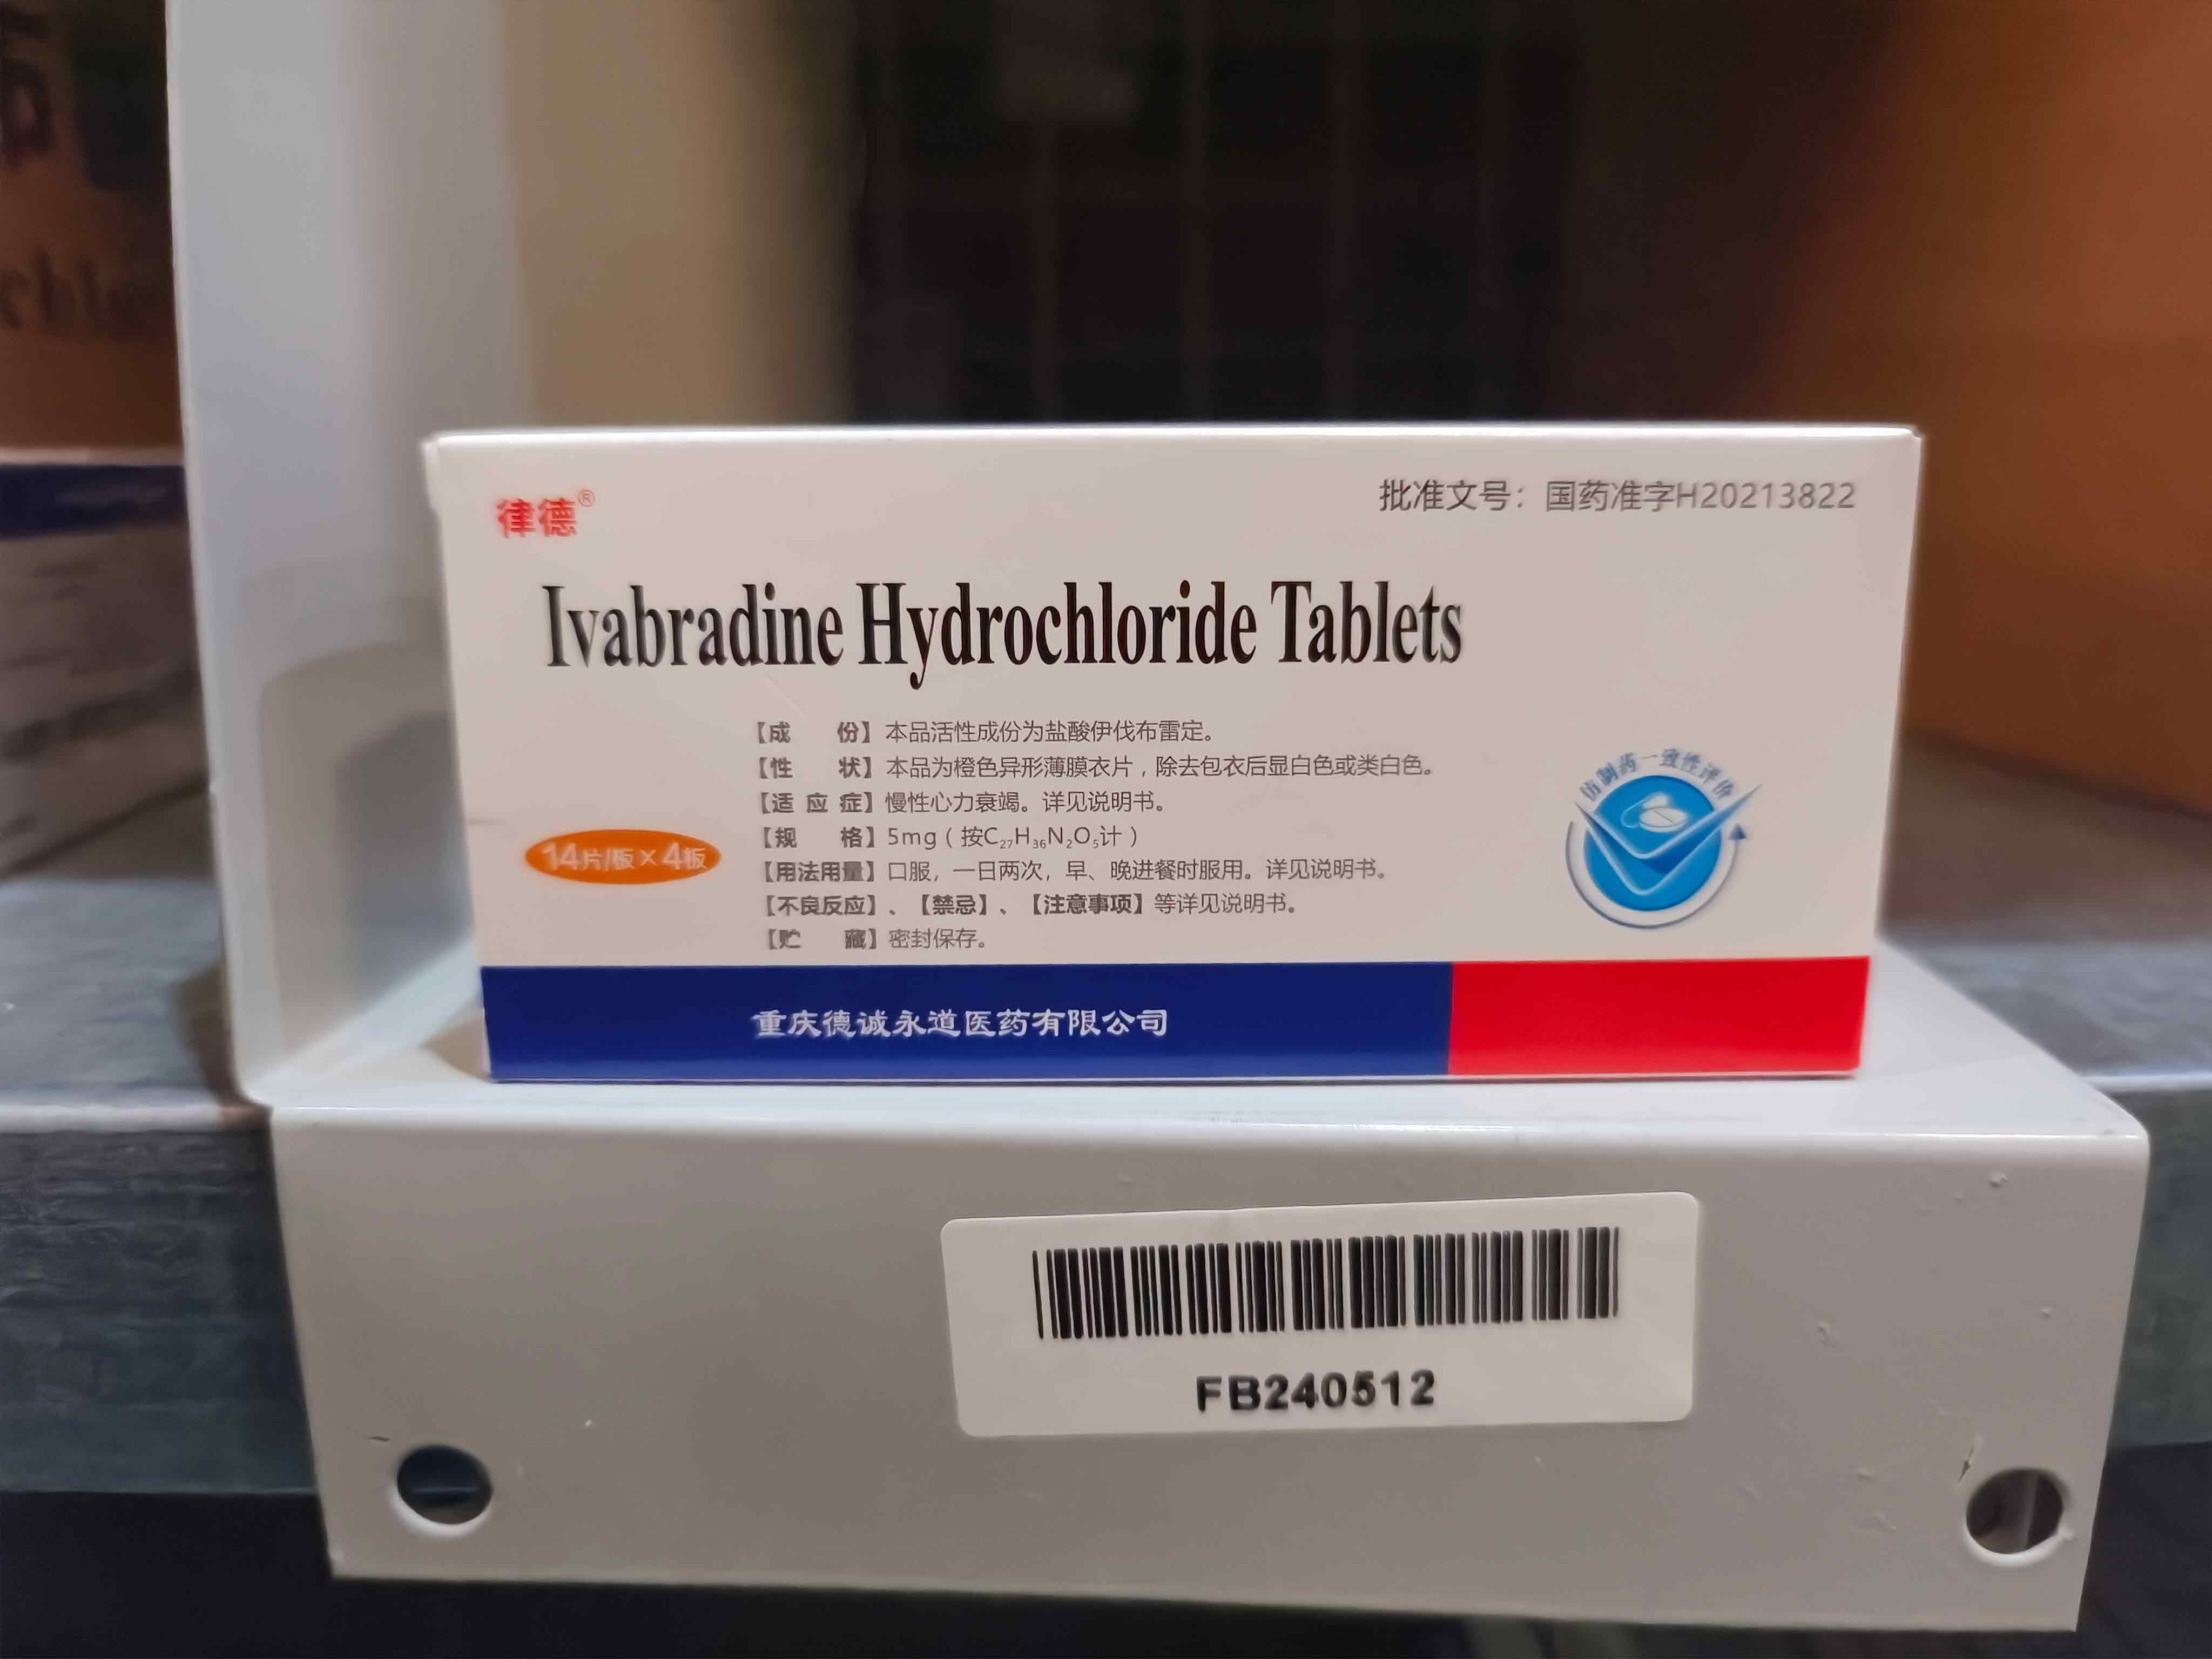 律德®
批准文号：国药准字H20213822
Ivabradine Hydrochloride Tablets
【成 份】本品活性成份为盐酸伊伐布雷定。
【性 状】本品为橙色异形薄膜衣片，除去包衣后显白色或类白色。
【适应症】慢性心力衰竭。详见说明书。
【规 格】5mg（按C₂₇H₃₆N₂O₅计）
【用法用量】口服，一日两次，早、晚进餐时服用。详见说明书。
【不良反应】、【禁忌】、【注意事项】等详见说明书。
【贮 藏】密封保存。
14片/板×4板
仿制药一致性评价
重庆德诚永道医药有限公司
FB240512